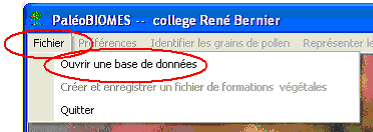 PaléoBIOMES -- college René Bernier
Fichier Préférences Identifier les grains de pollen Représenter le
Ouvrir une base de données
Créer et enregistrer un fichier de formations végétales
Quitter